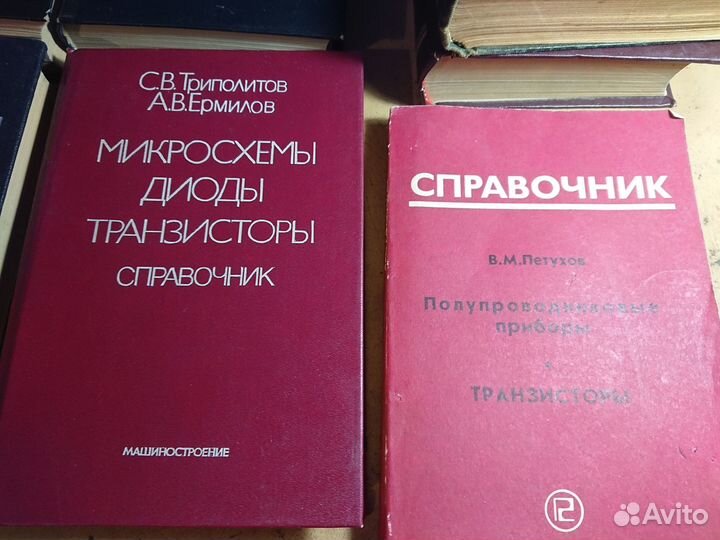 С.В.Триполитов
А.В.Ермилов
МИКРОСХЕМЫ
ДИОДЫ
ТРАНЗИСТОРЫ
СПРАВОЧНИК
МАШИНОСТРОЕНИЕ
СПРАВОЧНИК
В.М.Петухов
Полупроводниковые
приборы
ТРАНЗИСТОРЫ
Avito